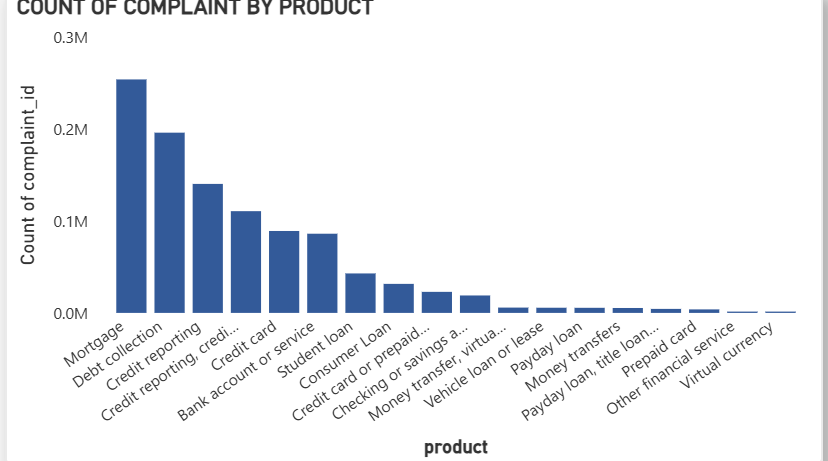 COUNT OF COMPLAINT BY PRODUCT
0.3M
0.2M
0.1M
0.0M
Count of complaint_id
Mortgage
Debt collection
Credit reporting
Credit reporting, credi...
Credit card
Bank account or service
Student loan
Consumer Loan
Credit card or prepaid...
Checking or savings a...
Money transfer, virtua...
Vehicle loan or lease
Payday loan
Money transfers
Payday loan, title loan...
Prepaid card
Other financial service
Virtual currency
product